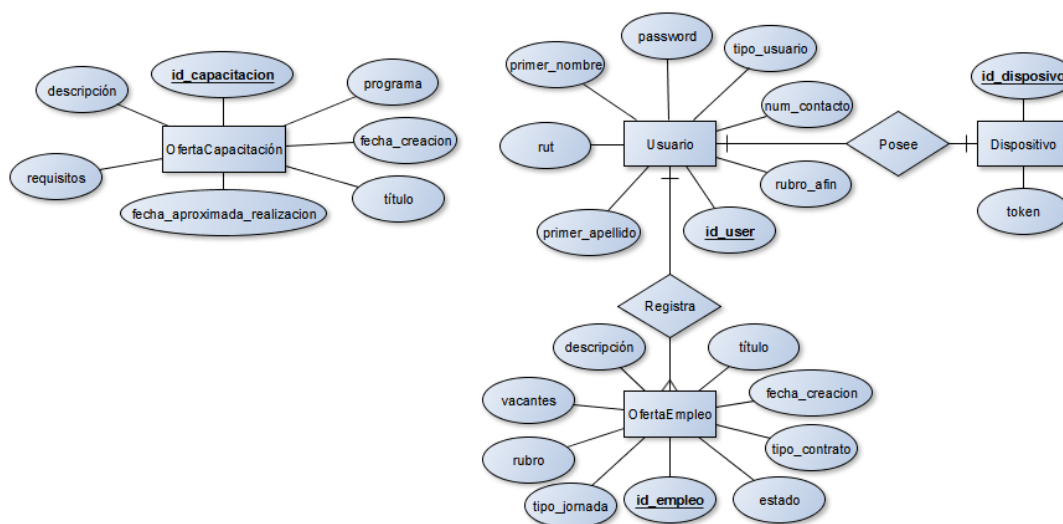 id_capacitacion
descripción
programa
OfertaCapacitación
fecha_creacion
requisitos
título
fecha_aproximada_realizacion
password
primer_nombre
tipo_usuario
num_contacto
rut
Usuario
rubro_afin
primer_apellido
id_user
Posee
id_disposivo
Dispositivo
token
Registra
descripción
título
vacantes
fecha_creacion
OfertaEmpleo
rubro
tipo_contrato
tipo_jornada
id_empleo
estado